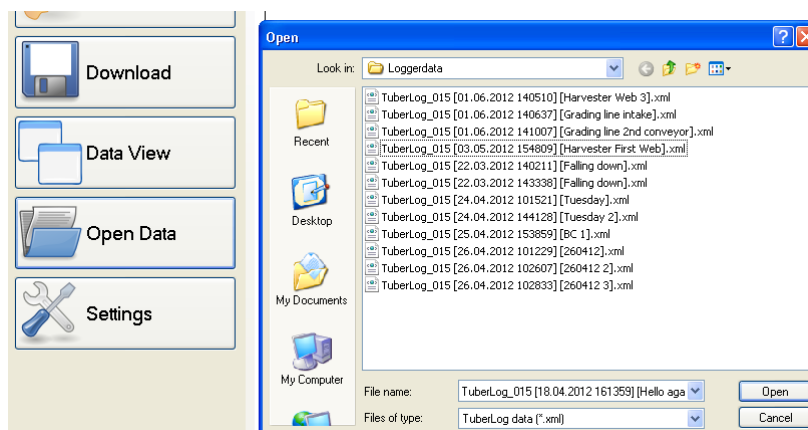 Open
Download
Data View
Open Data
Settings
Look in:
Loggerdata
Recent
Desktop
My Documents
My Computer
TuberLog_015 [01.06.2012 140510] [Harvester Web 3].xml
TuberLog_015 [01.06.2012 140637] [Grading line intake].xml
TuberLog_015 [01.06.2012 141007] [Grading line 2nd conveyor].xml
TuberLog_015 [03.05.2012 154809] [Harvester First Web].xml
TuberLog_015 [22.03.2012 140211] [Falling down].xml
TuberLog_015 [22.03.2012 143338] [Falling down].xml
TuberLog_015 [24.04.2012 101521] [Tuesday].xml
TuberLog_015 [24.04.2012 144128] [Tuesday 2].xml
TuberLog_015 [25.04.2012 153859] [BC 1].xml
TuberLog_015 [26.04.2012 101229] [260412].xml
TuberLog_015 [26.04.2012 102607] [260412 2].xml
TuberLog_015 [26.04.2012 102833] [260412 3].xml
File name:
TuberLog_015 [18.04.2012 161359] [Hello aga
Open
Files of type:
TuberLog data (*.xml)
Cancel